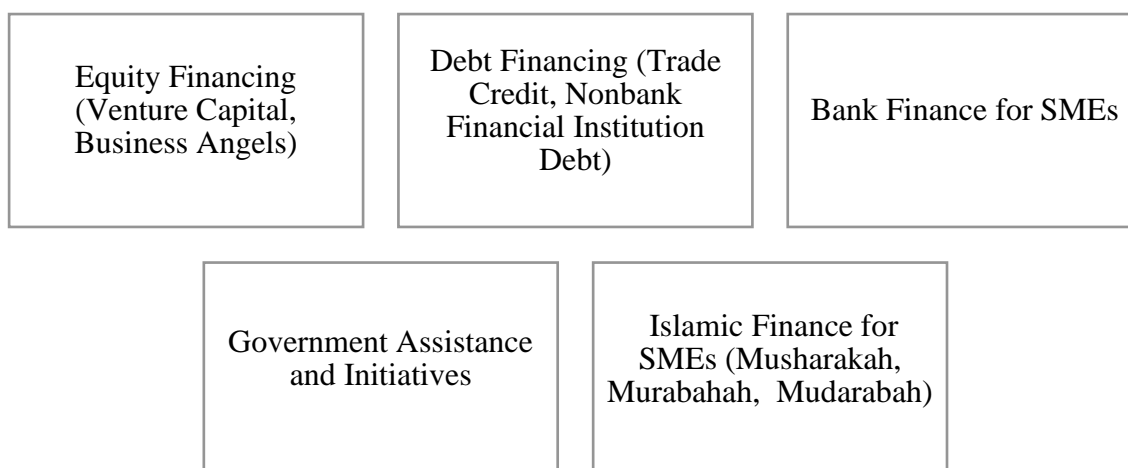 Equity Financing
(Venture Capital,
Business Angels)
Debt Financing (Trade
Credit, Nonbank
Financial Institution
Debt)
Bank Finance for SMEs
Government Assistance
and Initiatives
Islamic Finance for
SMEs (Musharakah,
Murabahah, Mudarabah)